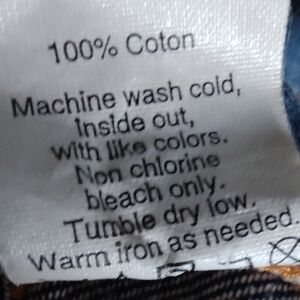 100% Coton
Machine wash cold,
inside out,
with like colors.
Non chlorine
bleach only.
Tumble dry low.
Warm iron as needed.